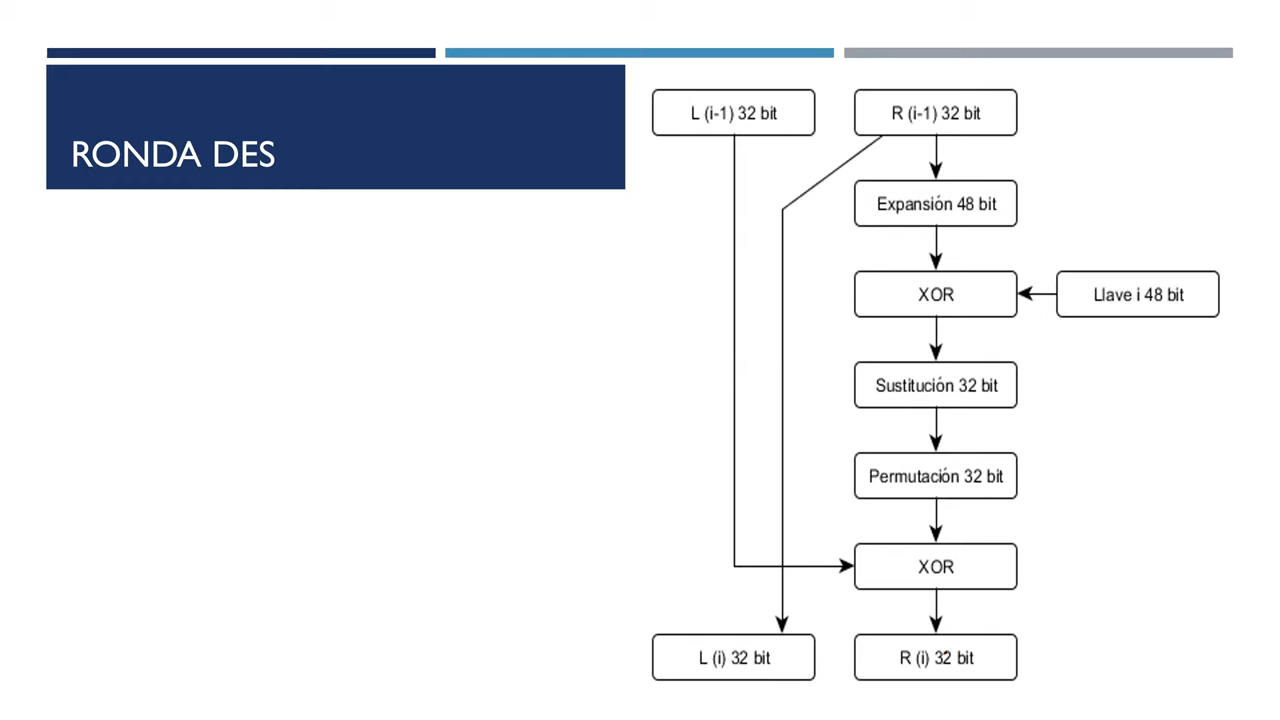 RONDA DES
L (i-1) 32 bit
R (i-1) 32 bit
Expansión 48 bit
XOR
Llave i 48 bit
Sustitución 32 bit
Permutación 32 bit
XOR
L (i) 32 bit
R (i) 32 bit